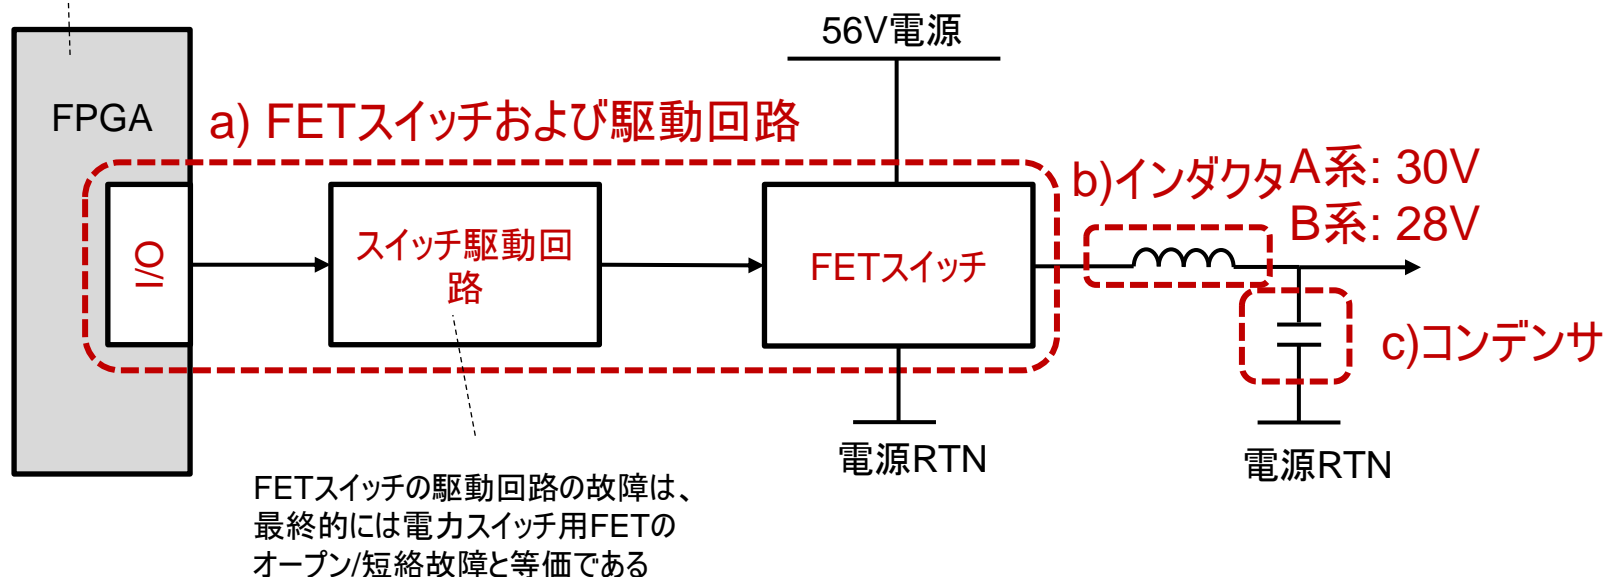 56V電源
FPGA
a) FETスイッチおよび駆動回路
b)インダクタ
A系: 30V
B系: 28V
I/O
スイッチ駆動回
路
FETスイッチ
c)コンデンサ
電源RTN
電源RTN
FETスイッチの駆動回路の故障は、
最終的には電力スイッチ用FETの
オープン/短絡故障と等価である